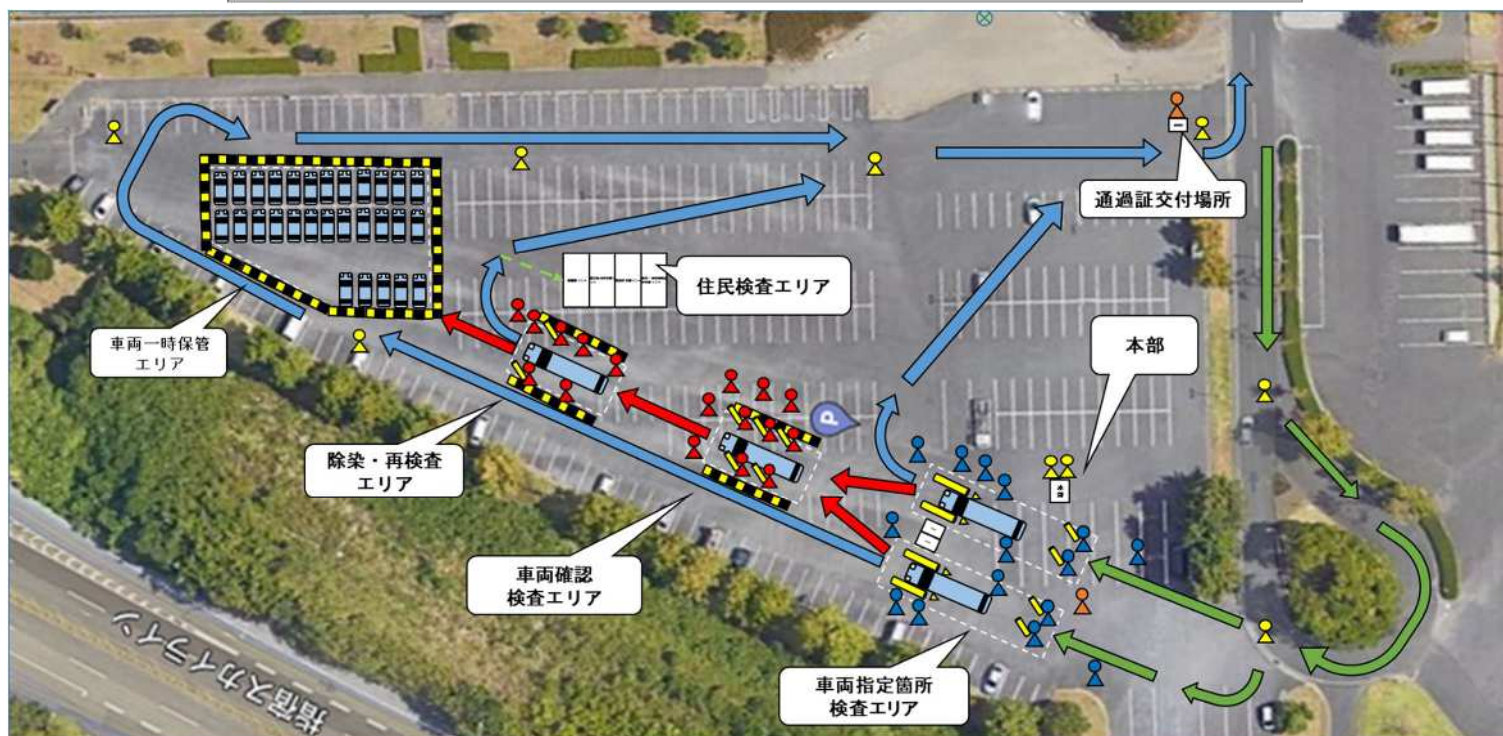 通過証交付場所
住民検査エリア
車両一時保管
エリア
本部
除染・再検査
エリア
P
車両確認
検査エリア
車両指定箇所
検査エリア
指宿スカイライン